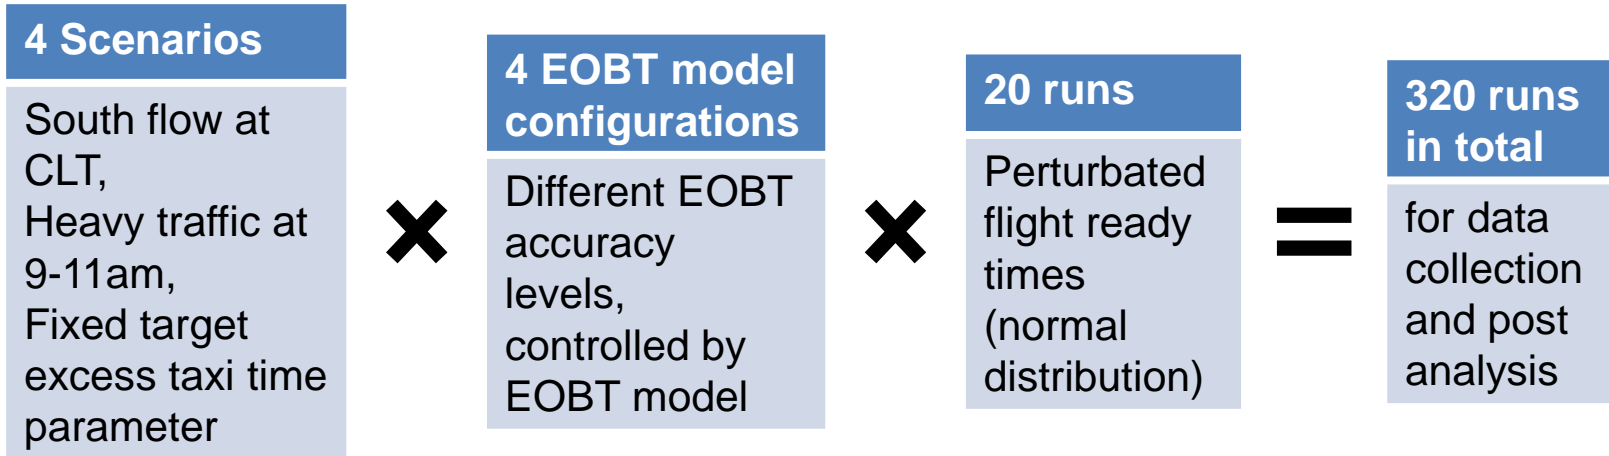 4 Scenarios
South flow at
CLT,
Heavy traffic at
9-11am,
Fixed target
excess taxi time
parameter
×
4 EOBT model
configurations
Different EOBT
accuracy
levels,
controlled by
EOBT model
×
20 runs
Perturbated
flight ready
times
(normal
distribution)
=
320 runs
in total
for data
collection
and post
analysis